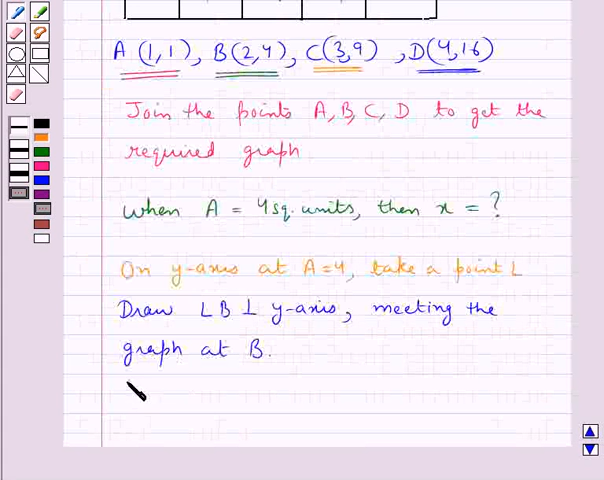 A (1,1), B(2,4), C(3,9) , D(4,16)
Join the points A, B, C, D to get the
required graph
When A = 4 sq. units, then x = ?
On y-axis at A=4, take a point L
Draw LB ⊥ y-axis, meeting the
graph at B.